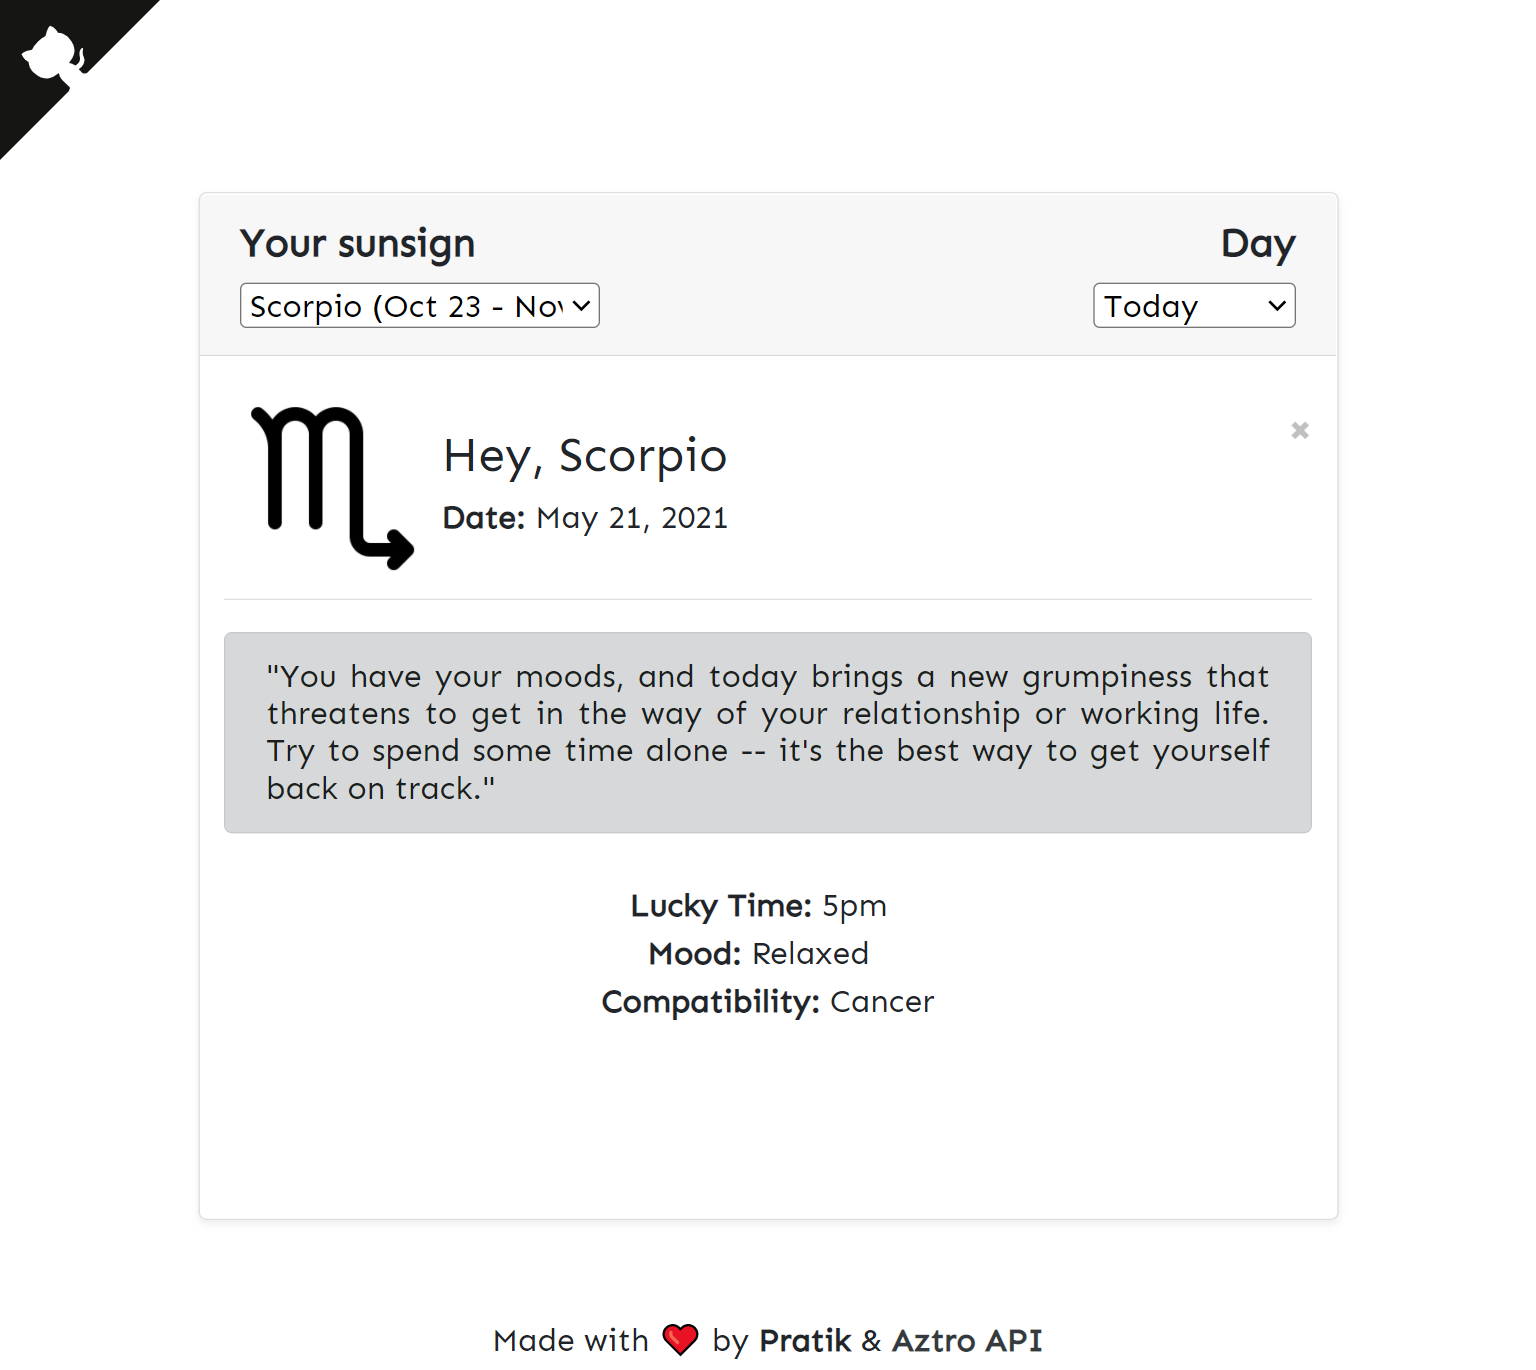 Your sunsign
Day
Scorpio (Oct 23 - Nov
Today
Hey, Scorpio
Date: May 21, 2021
"You have your moods, and today brings a new grumpiness that
threatens to get in the way of your relationship or working life.
Try to spend some time alone -- it's the best way to get yourself
back on track."
Lucky Time: 5pm
Mood: Relaxed
Compatibility: Cancer
Made with ❤️ by Pratik & Aztro API